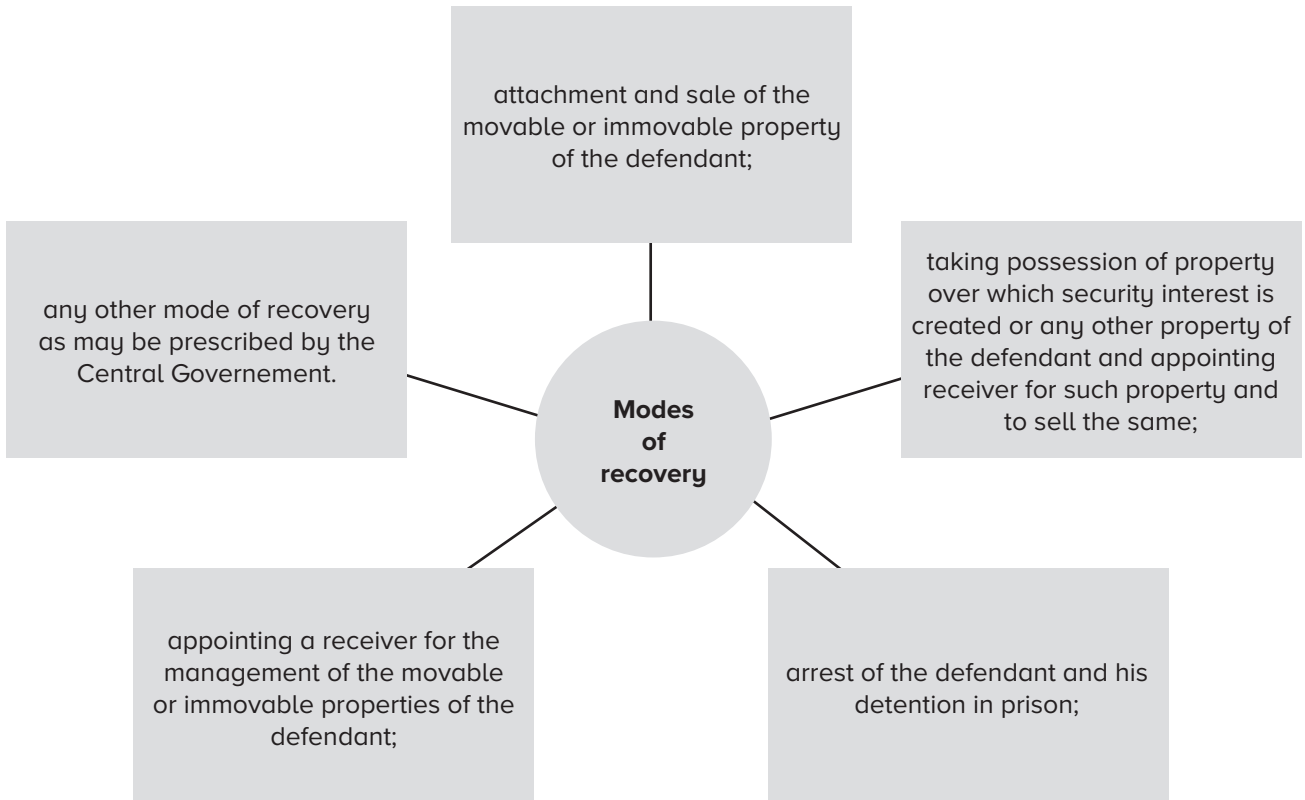 attachment and sale of the
movable or immovable property
of the defendant;
any other mode of recovery
as may be prescribed by the
Central Governement.
taking possession of property
over which security interest is
created or any other property of
the defendant and appointing
receiver for such property and
to sell the same;
Modes
of
recovery
appointing a receiver for the
management of the movable
or immovable properties of the
defendant;
arrest of the defendant and his
detention in prison;